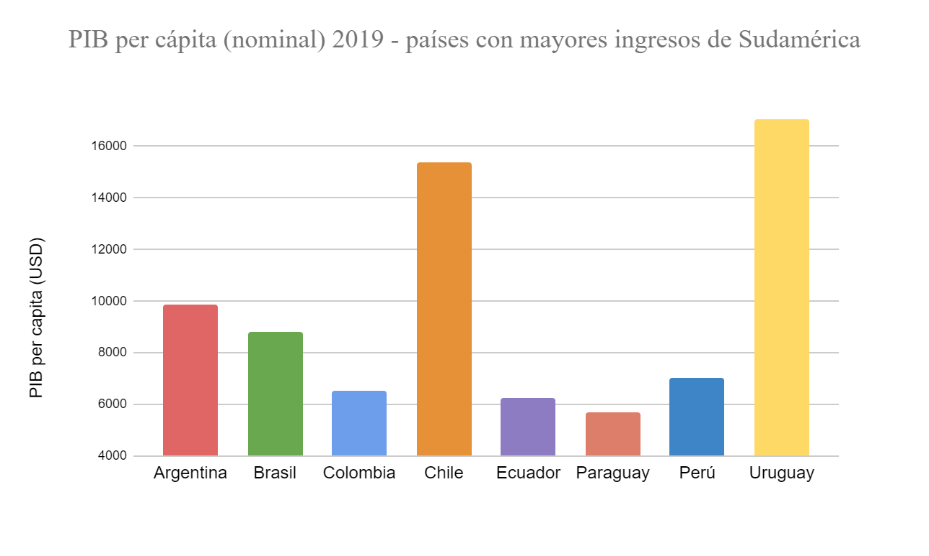 PIB per cápita (nominal) 2019 - países con mayores ingresos de Sudamérica
16000
14000
12000
10000
8000
6000
4000
PIB per capita (USD)
Argentina Brasil Colombia Chile Ecuador Paraguay Perú Uruguay